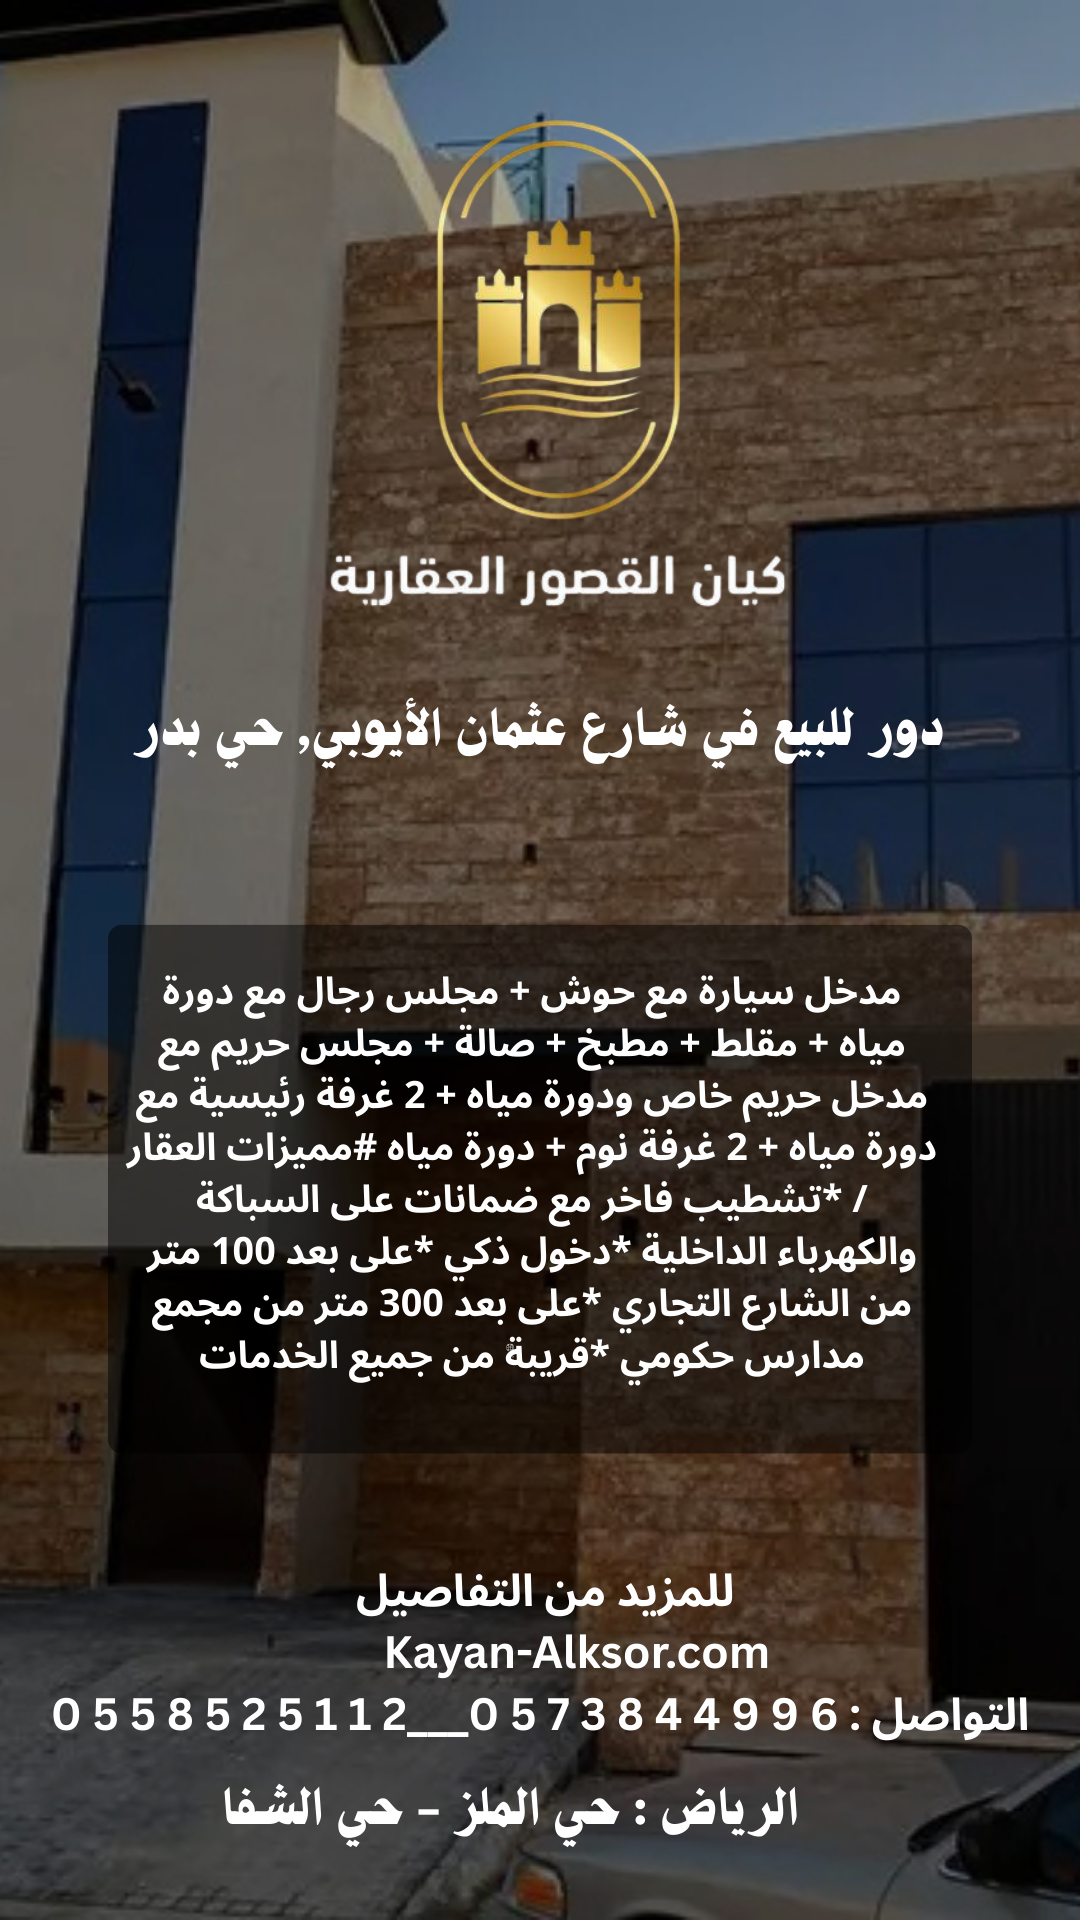 كيان القصور العقارية
دور للبيع في شارع عثمان الأيوبي, حي بدر
مدخل سيارة مع حوش + مجلس رجال مع دورة
مياه + مقلط + مطبخ + صالة + مجلس حريم مع
مدخل حريم خاص ودورة مياه + 2 غرفة رئيسية مع
دورة مياه + 2 غرفة نوم + دورة مياه #مميزات العقار
/ *تشطيب فاخر مع ضمانات على السباكة
والكهرباء الداخلية *دخول ذكي *على بعد 100 متر
من الشارع التجاري *على بعد 300 متر من مجمع
مدارس حكومي *قريبة من جميع الخدمات
للمزيد من التفاصيل
Kayan-Alksor.com
التواصل : 0558525112__0573844996
الرياض : حي الملز - حي الشفا